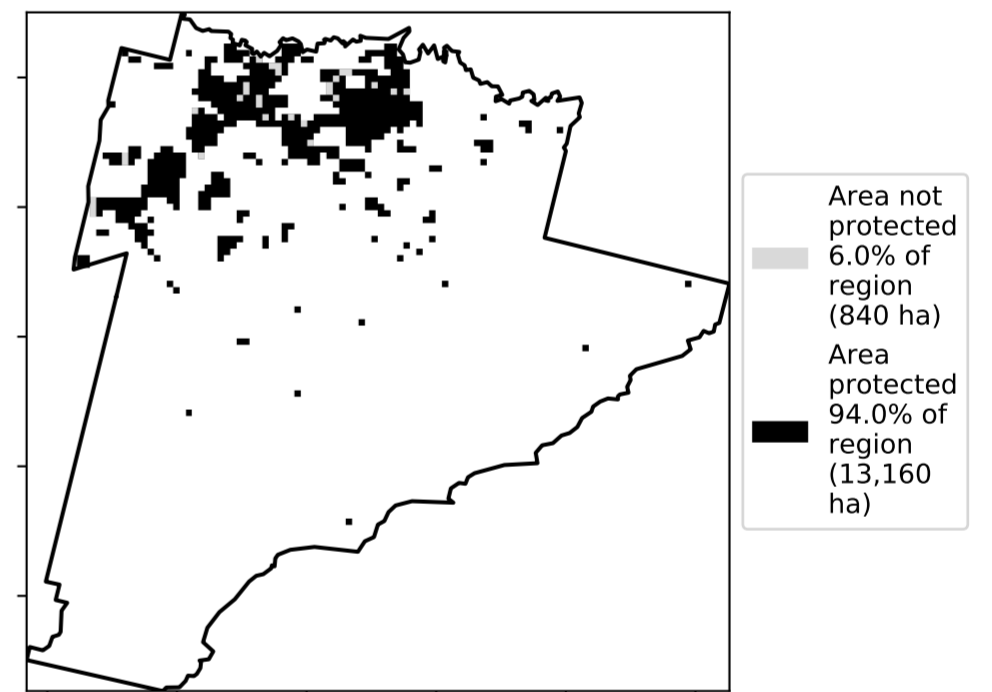 Area not
protected
6.0% of
region
(840 ha)
Area
protected
94.0% of
region
(13,160
ha)